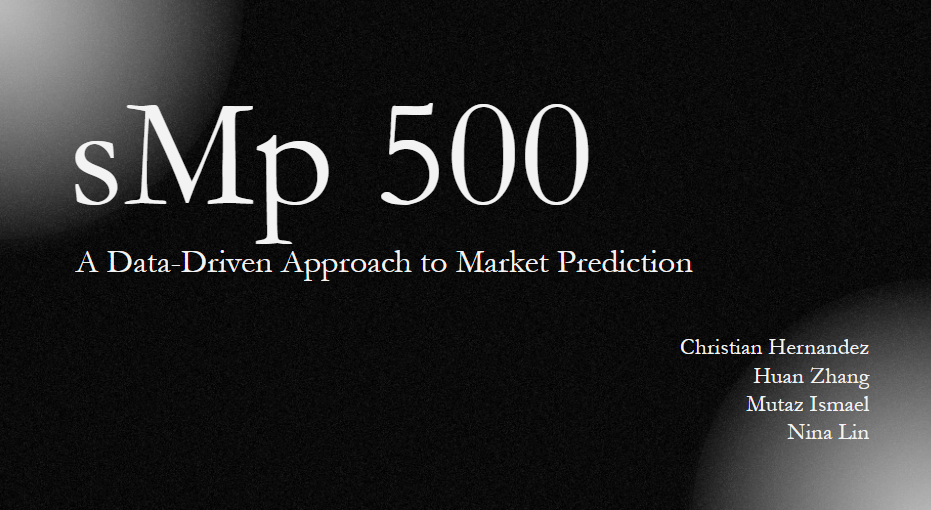 sMp 500
A Data-Driven Approach to Market Prediction
Christian Hernandez
Huan Zhang
Mutaz Ismael
Nina Lin